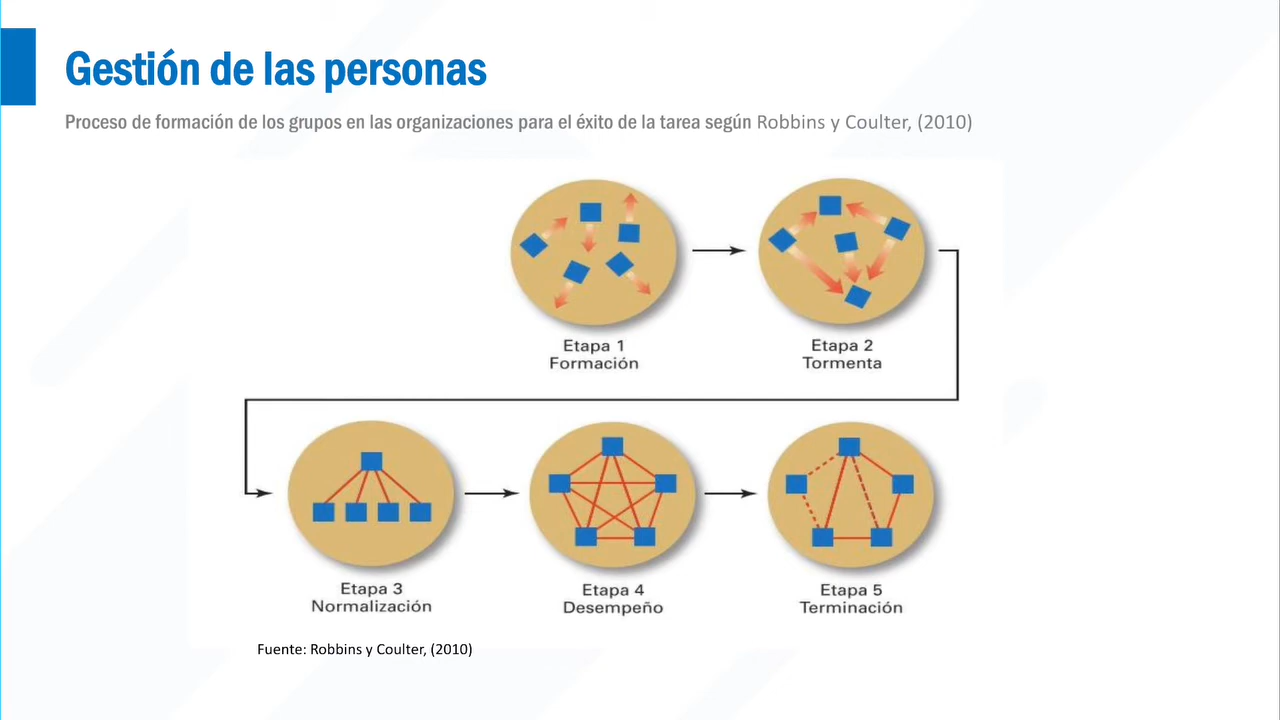 Gestión de las personas
Proceso de formación de los grupos en las organizaciones para el éxito de la tarea según Robbins y Coulter, (2010)
Etapa 1
Formación
Etapa 2
Tormenta
Etapa 3
Normalización
Etapa 4
Desempeño
Etapa 5
Terminación
Fuente: Robbins y Coulter, (2010)